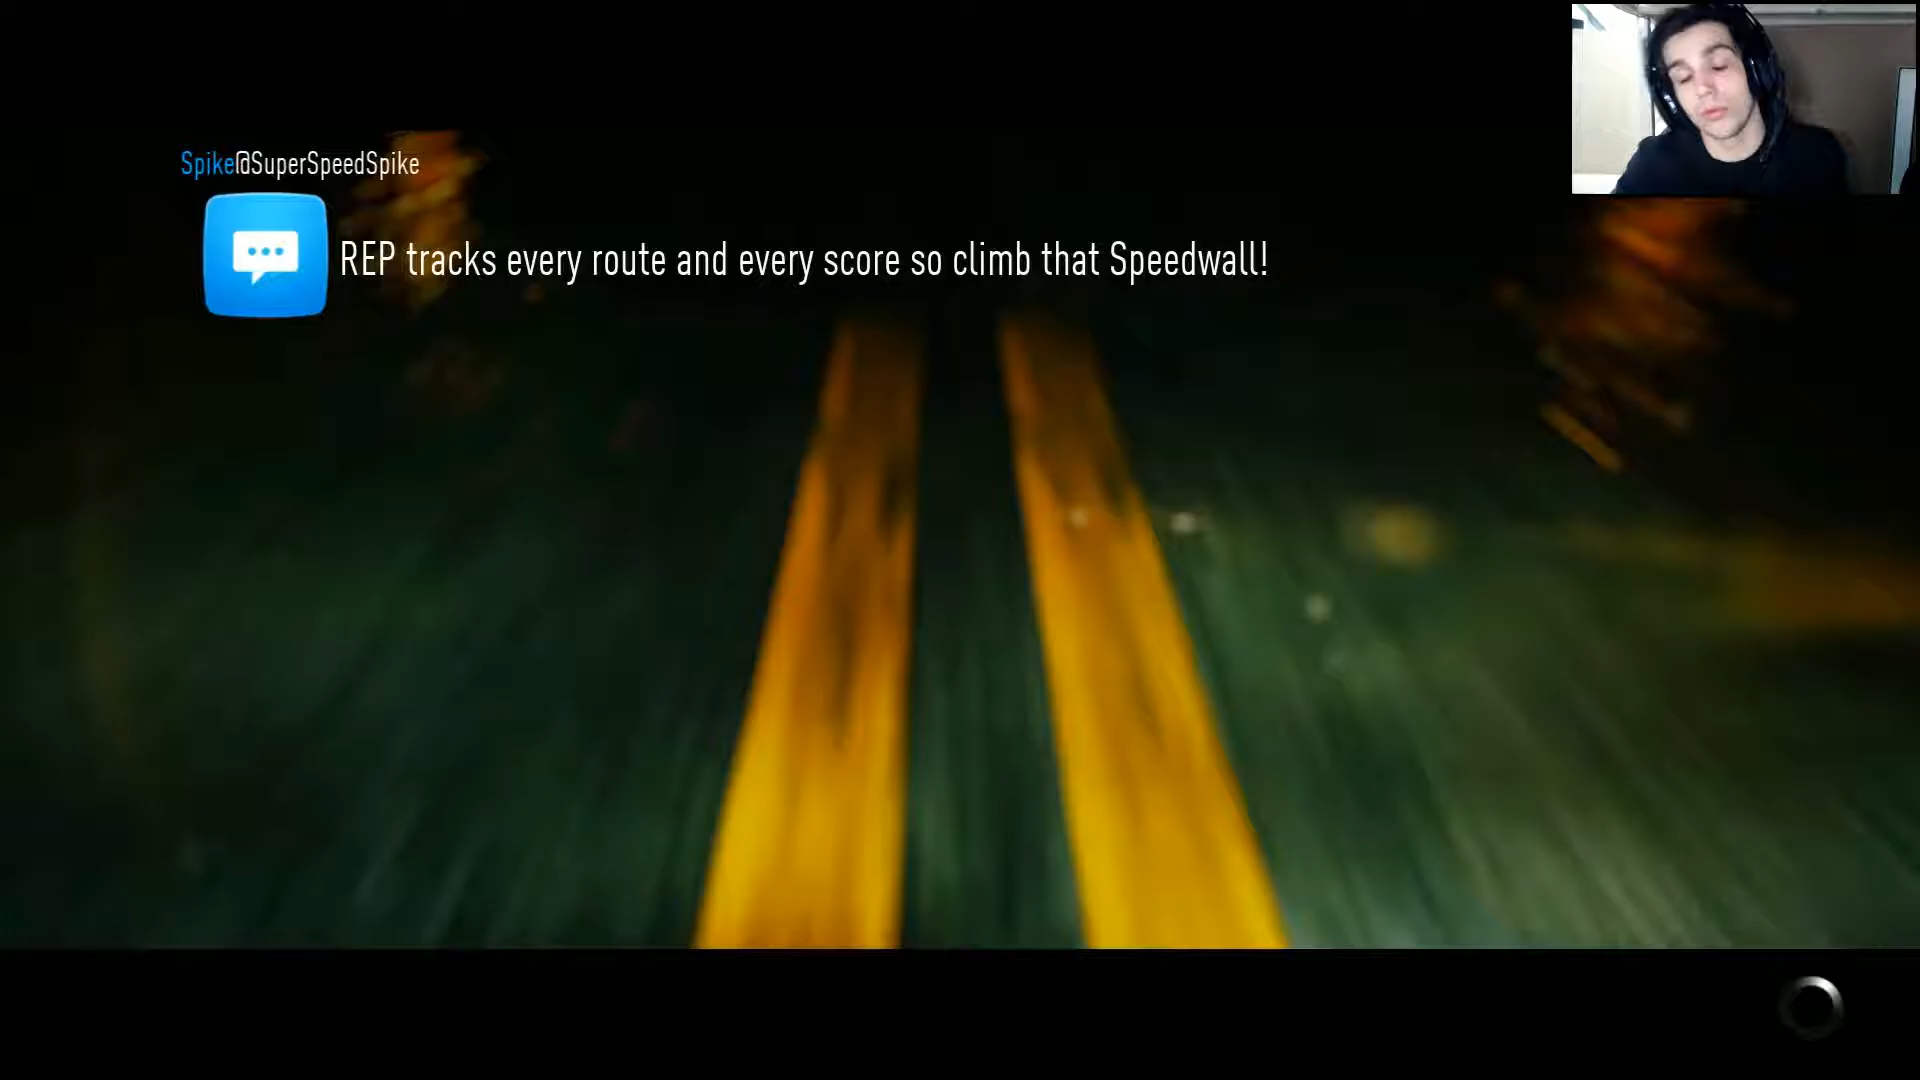 Spike@SuperSpeedSpike
REP tracks every route and every score so climb that Speedwall!